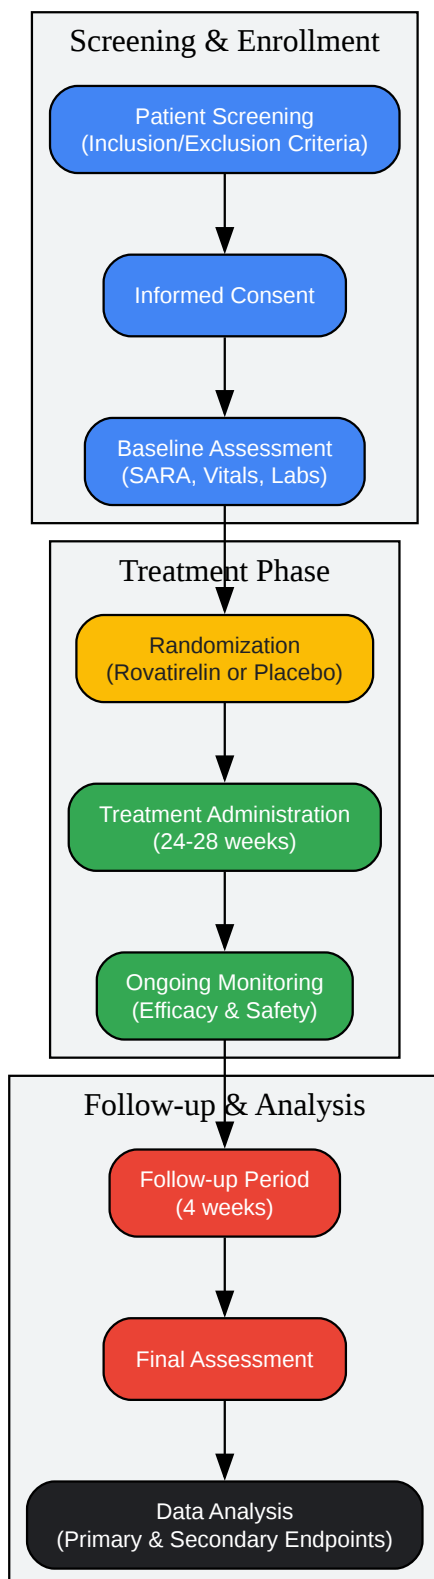 Screening & Enrollment
Patient Screening
(Inclusion/Exclusion Criteria)
Informed Consent
Baseline Assessment
(SARA, Vitals, Labs)
Treatment Phase
Randomization
(Rovatirelin or Placebo)
Treatment Administration
(24-28 weeks)
Ongoing Monitoring
(Efficacy & Safety)
Follow-up & Analysis
Follow-up Period
(4 weeks)
Final Assessment
Data Analysis
(Primary & Secondary Endpoints)